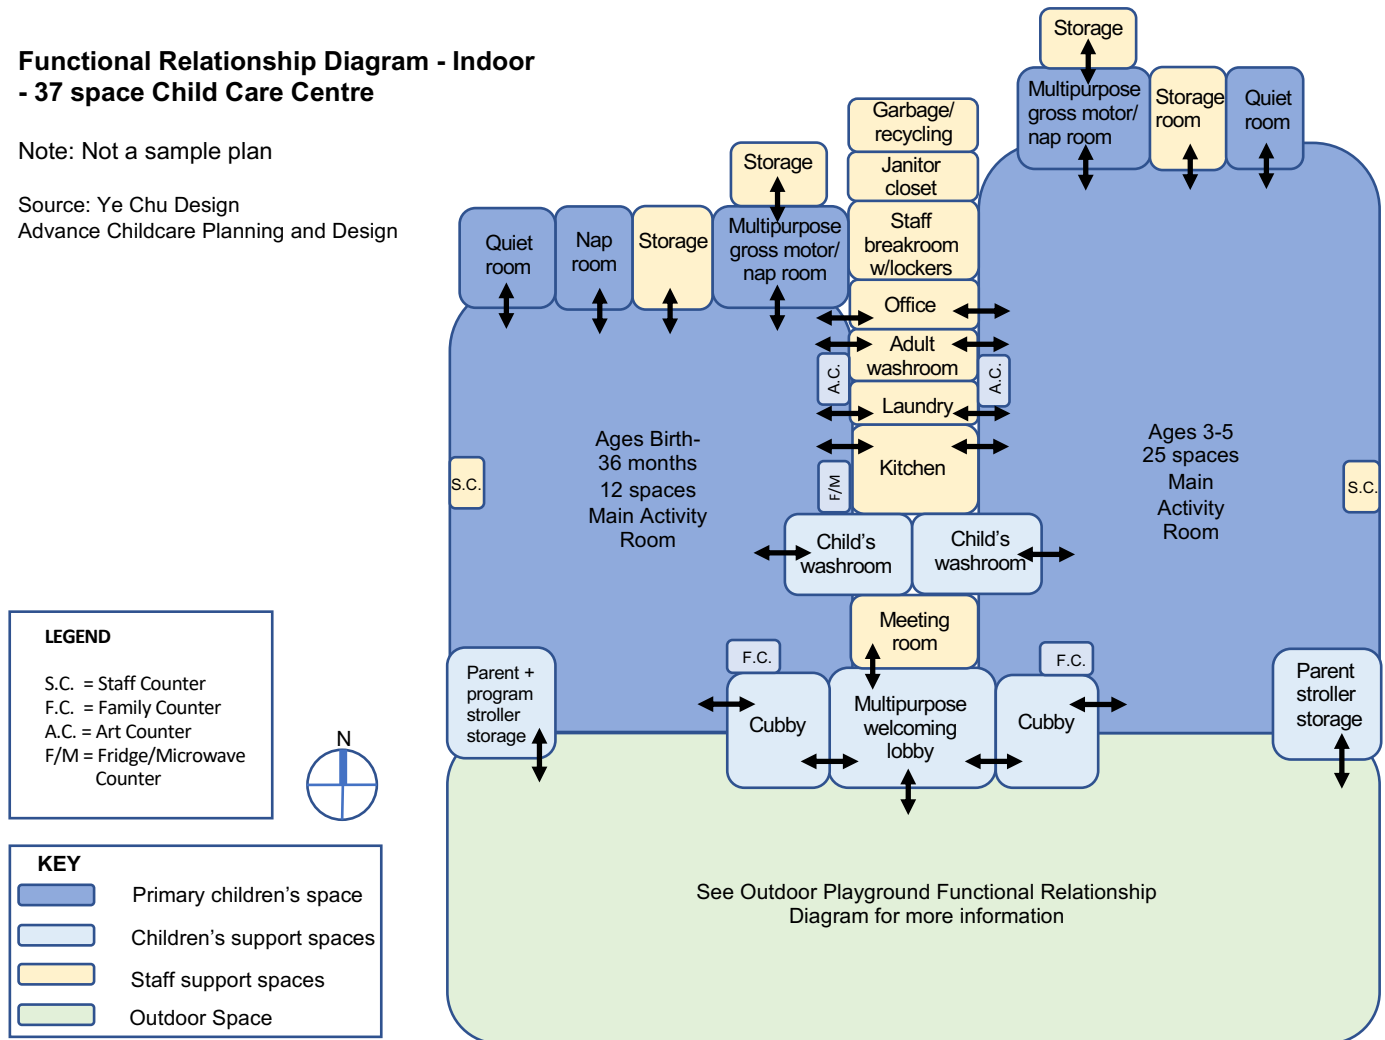 Functional Relationship Diagram - Indoor
- 37 space Child Care Centre
Note: Not a sample plan
Source: Ye Chu Design
Advance Childcare Planning and Design
Storage
Multipurpose
gross motor/
nap room
Storage
room
Quiet
room
Garbage/
recycling
Janitor
closet
Staff
breakroom
w/lockers
Office
Adult
washroom
Laundry
Kitchen
Storage
Quiet
room
Nap
room
Storage
Multipurpose
gross motor/
nap room
A.C.
A.C.
F/M
S.C.
S.C.
Ages Birth-
36 months
12 spaces
Main Activity
Room
Ages 3-5
25 spaces
Main
Activity
Room
Child's
washroom
Child's
washroom
Meeting
room
F.C.
F.C.
Parent +
program
stroller
storage
Cubby
Multipurpose
welcoming
lobby
Cubby
Parent
stroller
storage
LEGEND
S.C. = Staff Counter
F.C. = Family Counter
A.C. = Art Counter
F/M = Fridge/Microwave
Counter
N
KEY
Primary children's space
Children's support spaces
Staff support spaces
Outdoor Space
See Outdoor Playground Functional Relationship
Diagram for more information